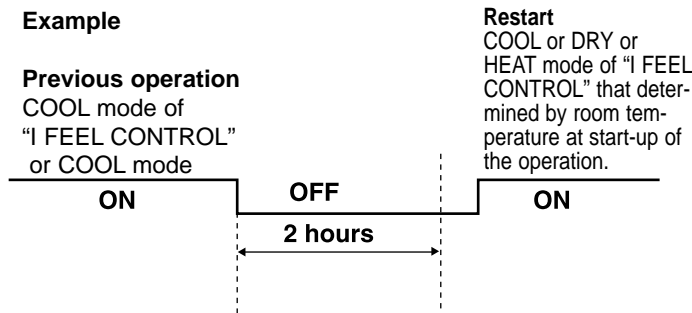 Example
Previous operation
COOL mode of
“I FEEL CONTROL”
or COOL mode
Restart
COOL or DRY or
HEAT mode of “I FEEL
CONTROL” that deter-
mined by room tem-
perature at start-up of
the operation.
ON
OFF
ON
2 hours